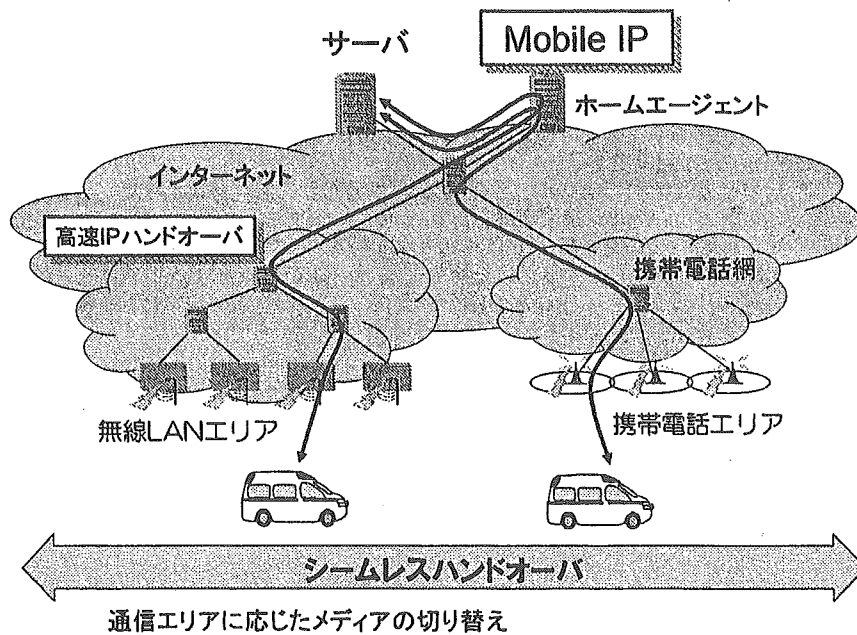 サーバ
Mobile IP
ホームエージェント
インターネット
高速IPハンドオーバ
携帯電話網
無線LANエリア
携帯電話エリア
シームレスハンドオーバ
通信エリアに応じたメディアの切り替え